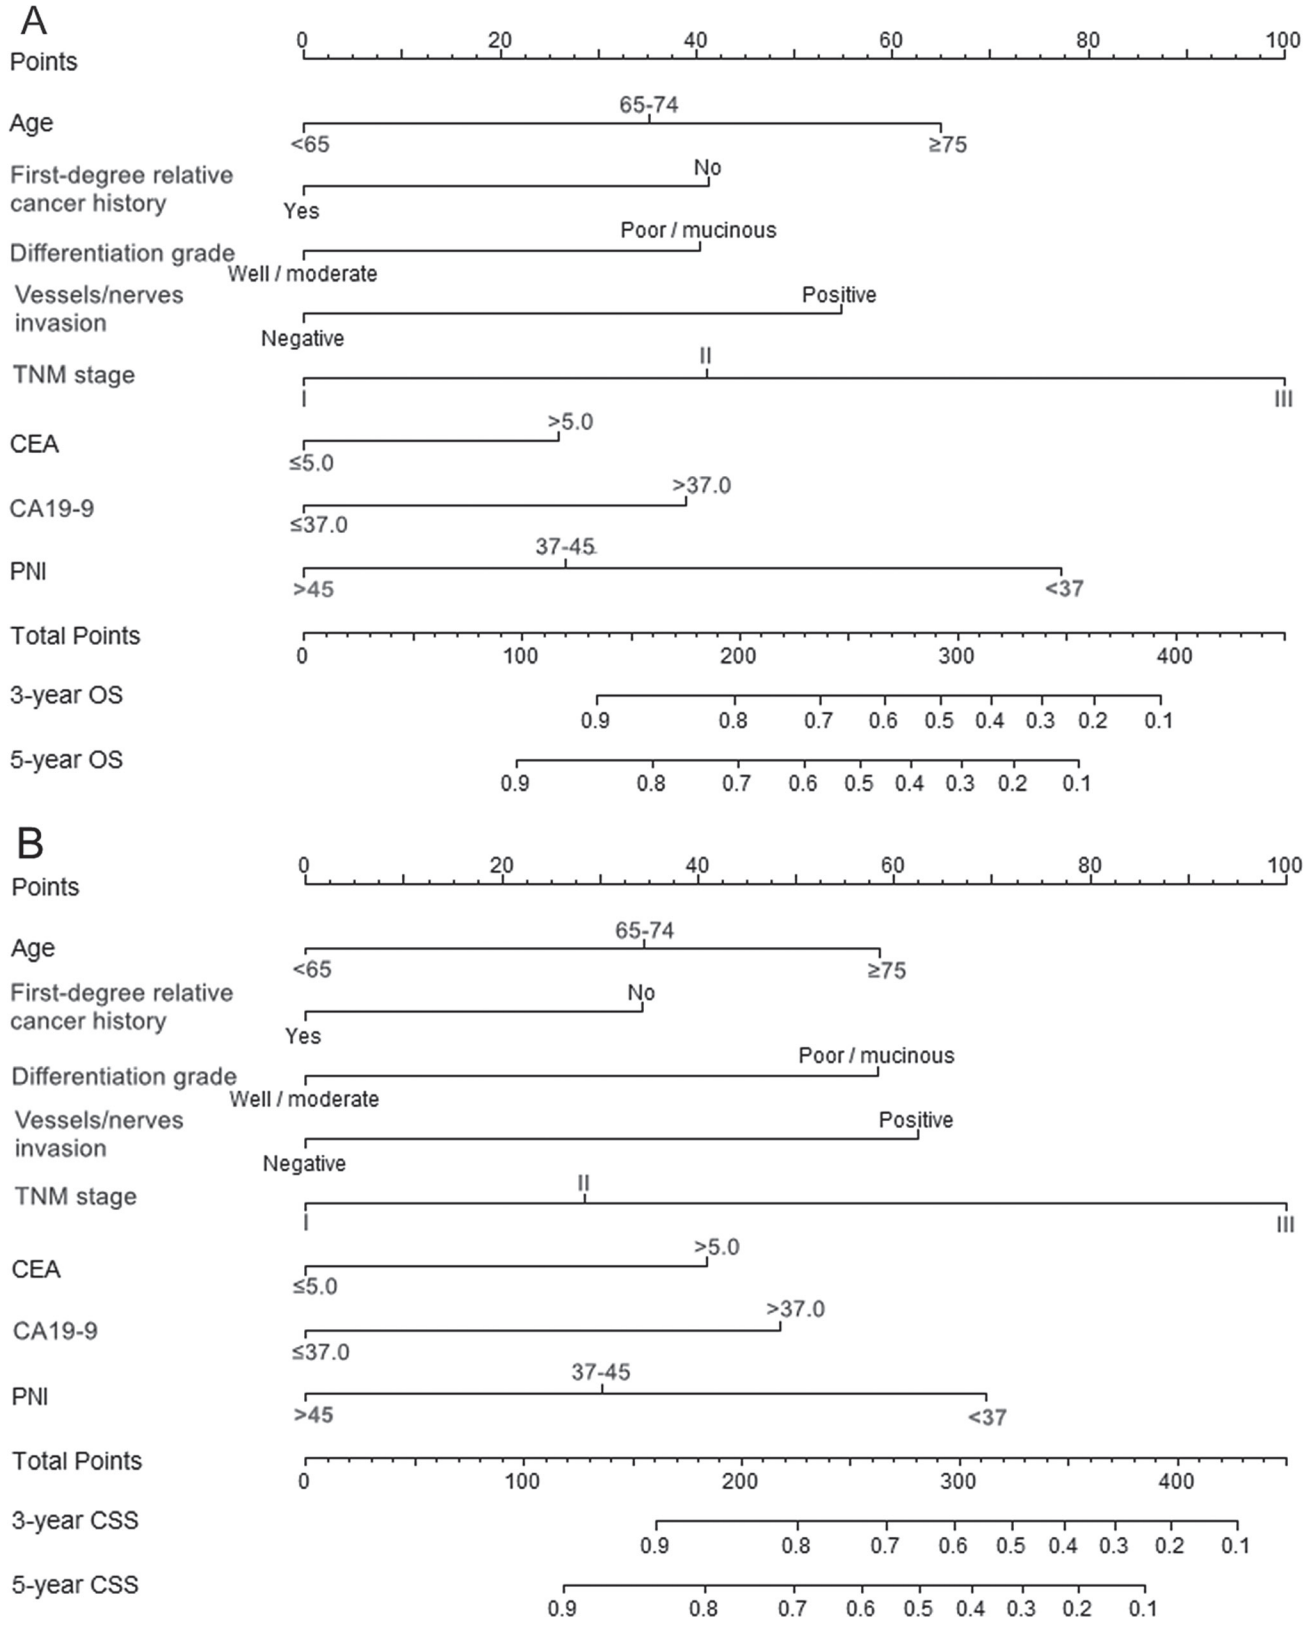 A
0 20 40 60 80 100
Points
65-74
Age
<65 ≥75
No
First-degree relative
cancer history
Yes
Poor / mucinous
Differentiation grade
Well / moderate
Vessels/nerves
invasion
Positive
Negative
II
TNM stage
I III
>5.0
CEA
≤5.0
>37.0
CA19-9
≤37.0
37-45
PNI
>45 <37
Total Points
0 100 200 300 400
3-year OS
0.9 0.8 0.7 0.6 0.5 0.4 0.3 0.2 0.1
5-year OS
0.9 0.8 0.7 0.6 0.5 0.4 0.3 0.2 0.1
B
0 20 40 60 80 100
Points
65-74
Age
<65 ≥75
No
First-degree relative
cancer history
Yes
Poor / mucinous
Differentiation grade
Well / moderate
Vessels/nerves
invasion
Positive
Negative
II
TNM stage
I III
>5.0
CEA
≤5.0
>37.0
CA19-9
≤37.0
37-45
PNI
>45 <37
Total Points
0 100 200 300 400
3-year CSS
0.9 0.8 0.7 0.6 0.5 0.4 0.3 0.2 0.1
5-year CSS
0.9 0.8 0.7 0.6 0.5 0.4 0.3 0.2 0.1